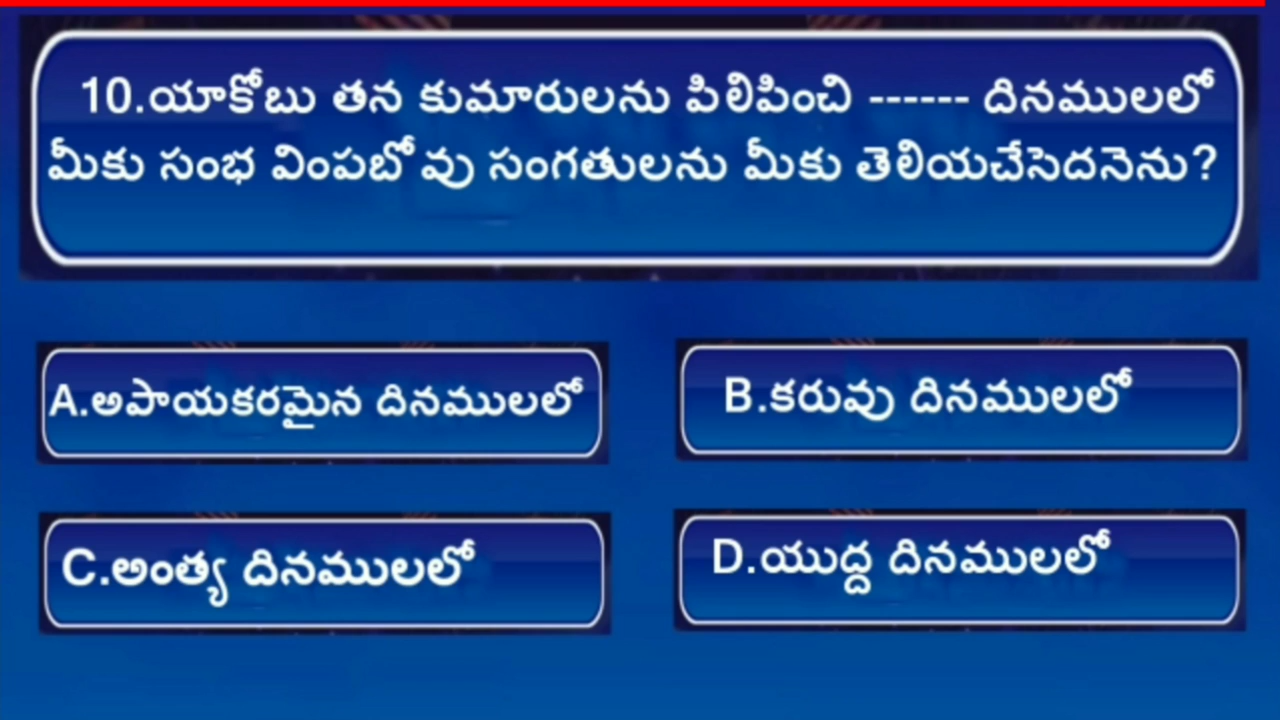 10.యాకోబు తన కుమారులను పిలిపించి ------ దినములలో
మీకు సంభ వింపబోవు సంగతులను మీకు తెలియచేసెదనెను?
A.అపాయకరమైన దినములలో
B.కరువు దినములలో
C.అంత్య దినములలో
D.యుద్ద దినములలో